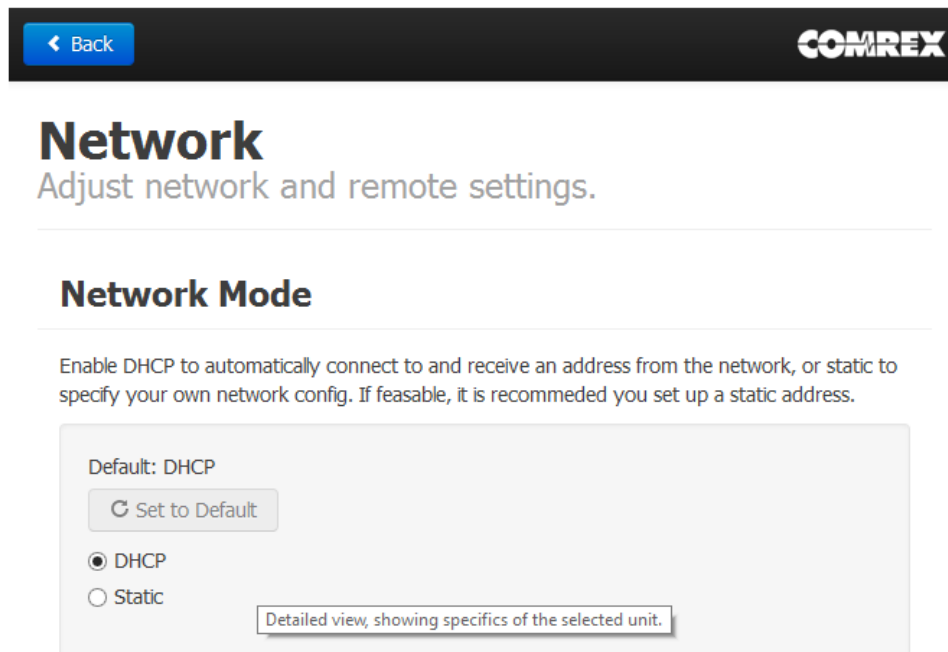 Back
COMREX
Network
Adjust network and remote settings.
Network Mode
Enable DHCP to automatically connect to and receive an address from the network, or static to
specify your own network config. If feasable, it is recommeded you set up a static address.
Default: DHCP
Set to Default
DHCP
Static
Detailed view, showing specifics of the selected unit.